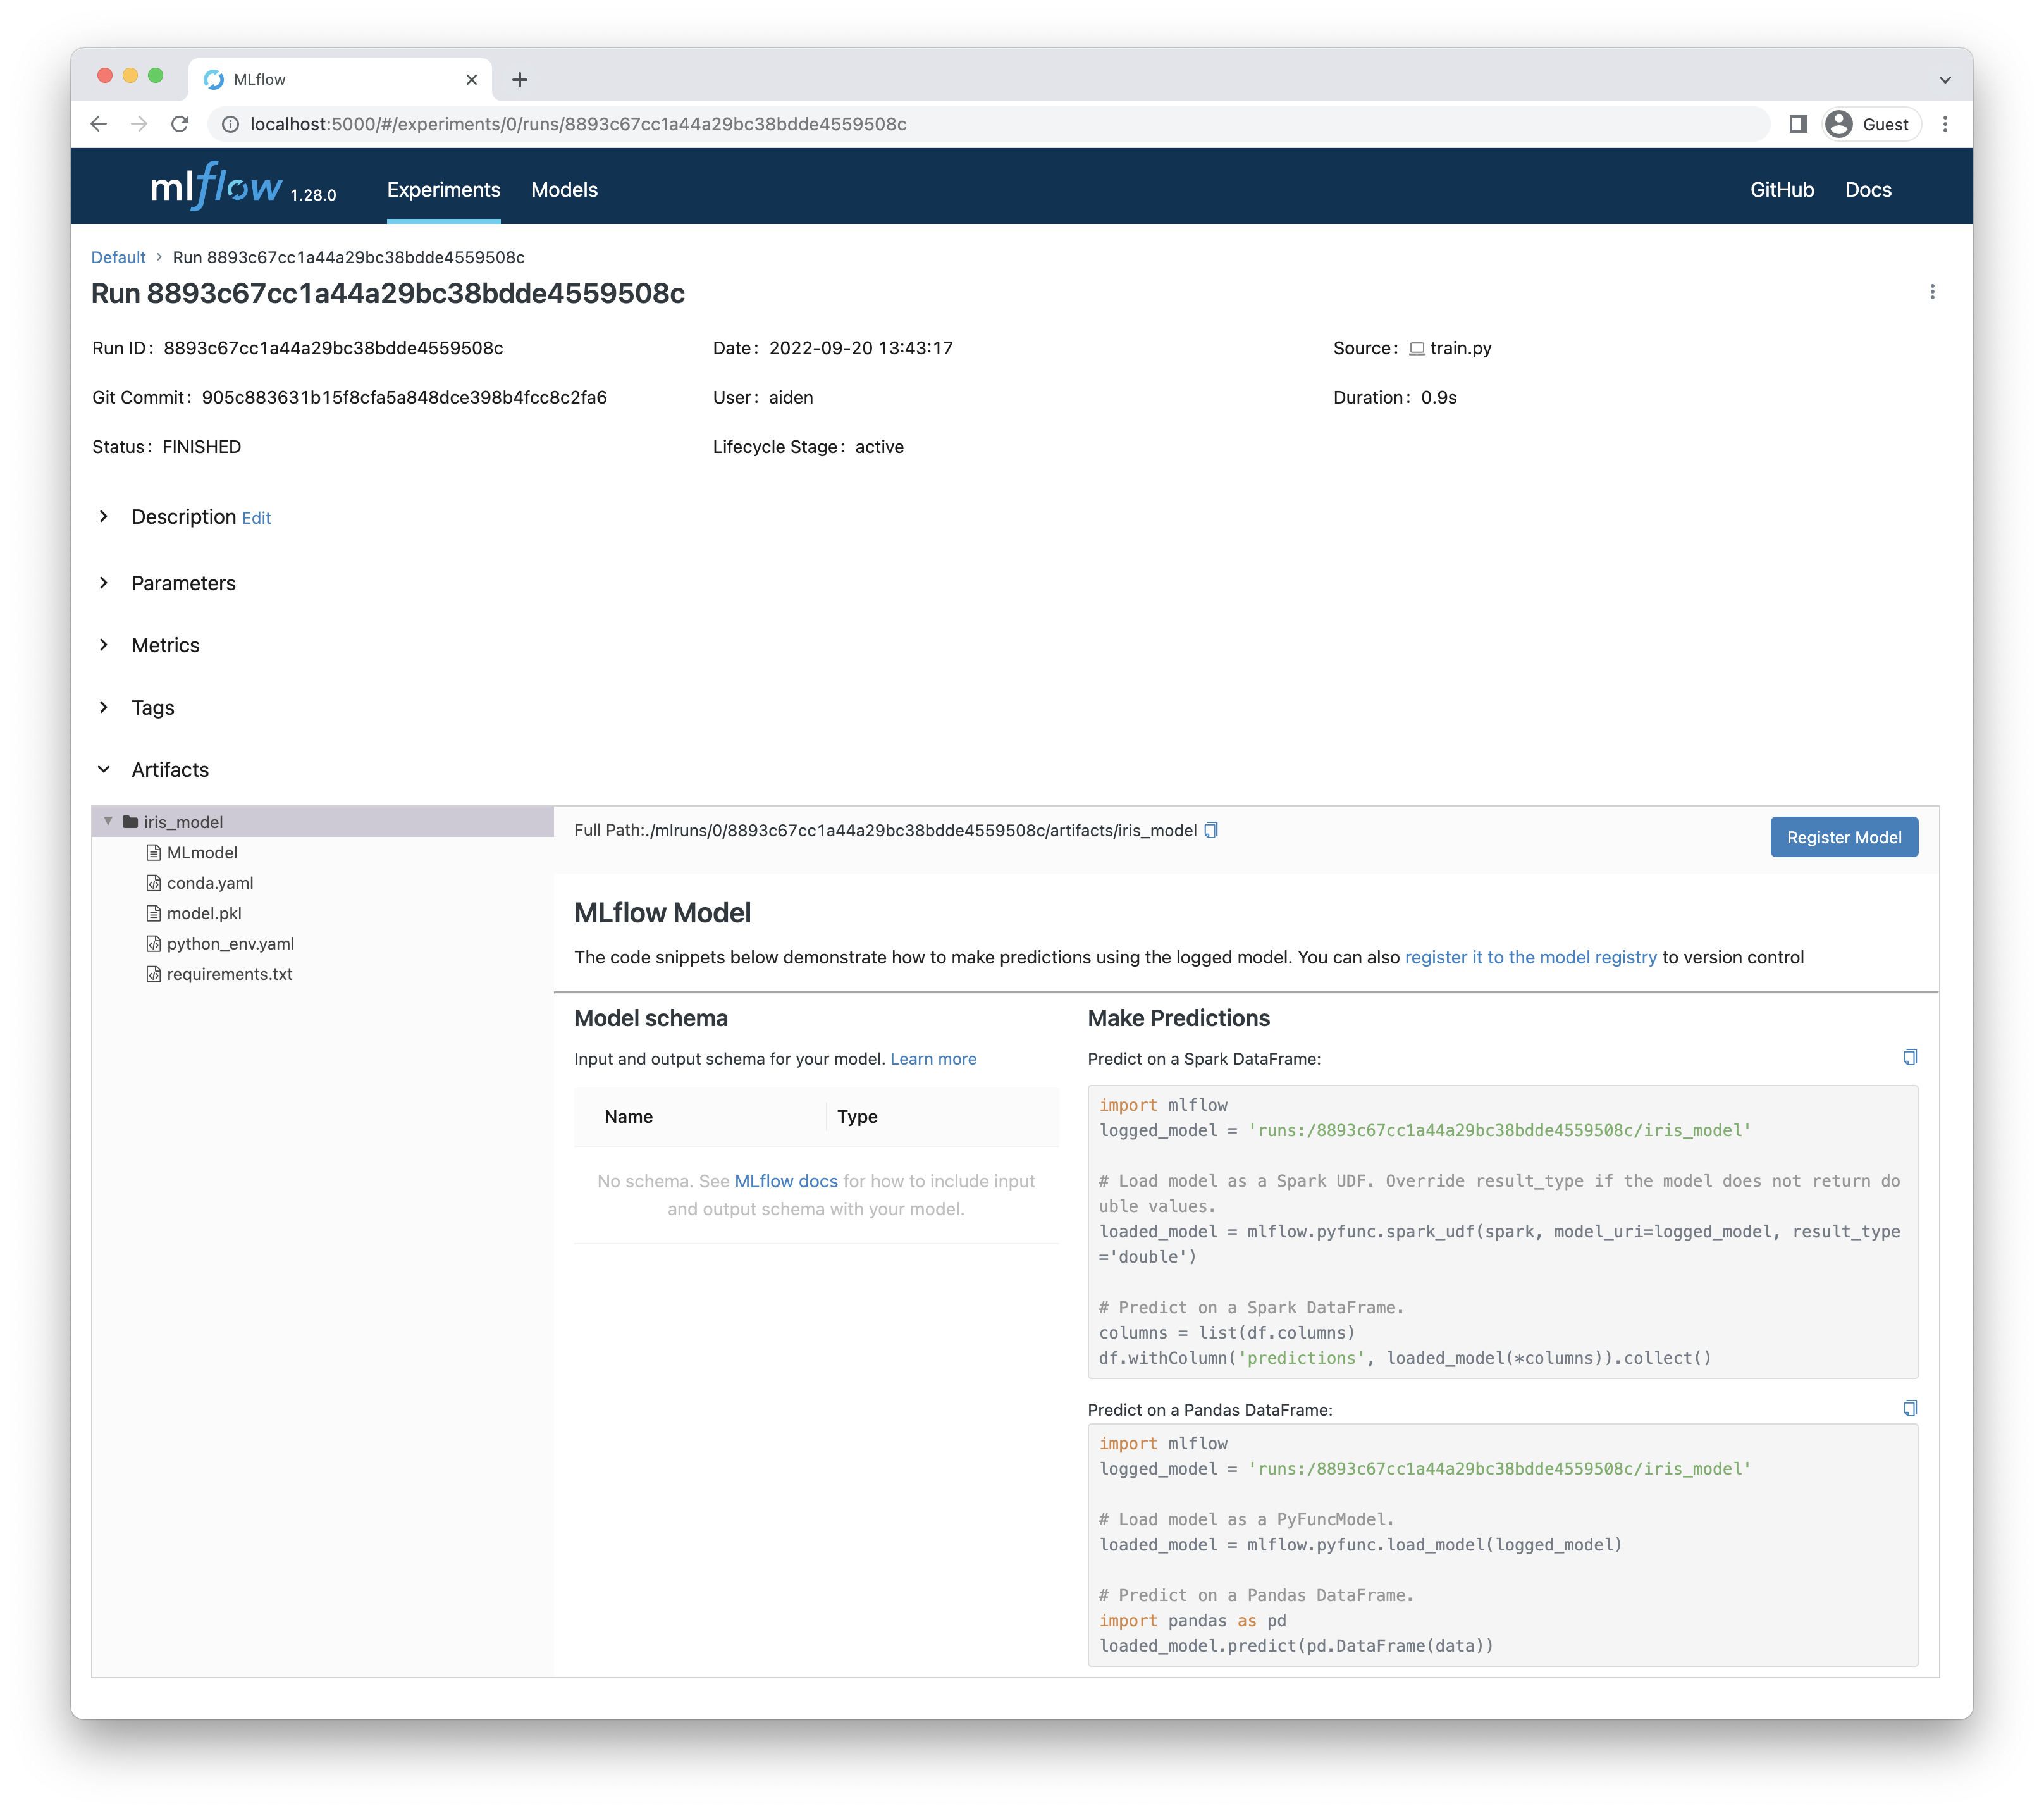 MLflow
localhost:5000/#/experiments/0/runs/8893c67cc1a44a29bc38bdde4559508c
Guest
mlflow 1.28.0 Experiments Models GitHub Docs
Default > Run 8893c67cc1a44a29bc38bdde4559508c
Run 8893c67cc1a44a29bc38bdde4559508c
Run ID: 8893c67cc1a44a29bc38bdde4559508c Date: 2022-09-20 13:43:17 Source: train.py
Git Commit: 905c883631b15f8cfa5a848dce398b4fcc8c2fa6 User: aiden Duration: 0.9s
Status: FINISHED Lifecycle Stage: active
Description Edit
Parameters
Metrics
Tags
Artifacts
iris_model
MLmodel
conda.yaml
model.pkl
python_env.yaml
requirements.txt
Full Path:./mlruns/0/8893c67cc1a44a29bc38bdde4559508c/artifacts/iris_model
Register Model
MLflow Model
The code snippets below demonstrate how to make predictions using the logged model. You can also register it to the model registry to version control
Model schema
Input and output schema for your model. Learn more
Name Type
No schema. See MLflow docs for how to include input
and output schema with your model.
Make Predictions
Predict on a Spark DataFrame:
import mlflow
logged_model = 'runs:/8893c67cc1a44a29bc38bdde4559508c/iris_model'
# Load model as a Spark UDF. Override result_type if the model does not return do
uble values.
loaded_model = mlflow.pyfunc.spark_udf(spark, model_uri=logged_model, result_type
='double')
# Predict on a Spark DataFrame.
columns = list(df.columns)
df.withColumn('predictions', loaded_model(*columns)).collect()
Predict on a Pandas DataFrame:
import mlflow
logged_model = 'runs:/8893c67cc1a44a29bc38bdde4559508c/iris_model'
# Load model as a PyFuncModel.
loaded_model = mlflow.pyfunc.load_model(logged_model)
# Predict on a Pandas DataFrame.
import pandas as pd
loaded_model.predict(pd.DataFrame(data))